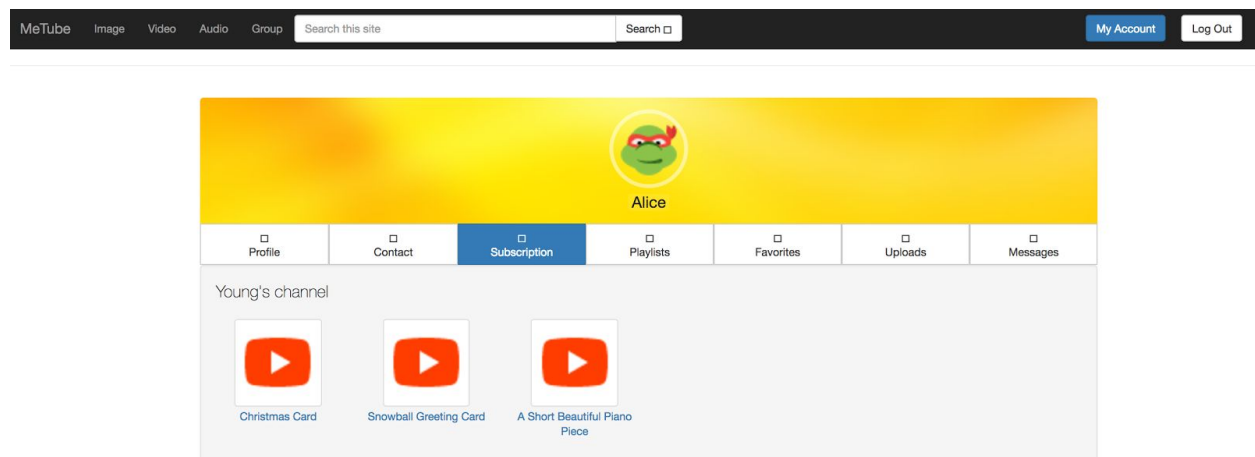 MeTube Image Video Audio Group Search this site Search My Account Log Out
Alice
Profile Contact Subscription Playlists Favorites Uploads Messages
Young's channel
Christmas Card Snowball Greeting Card A Short Beautiful Piano
Piece